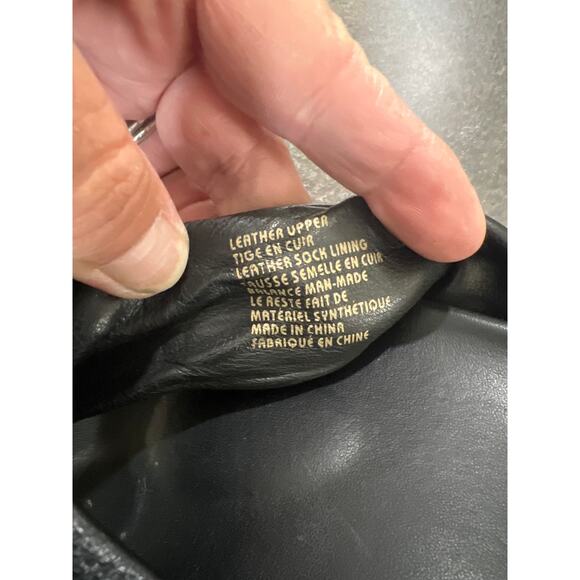 LEATHER UPPER
TIGE EN CUIR
LEATHER SOCK LINING
FAUSSE SEMELLE EN CUIR
BALANCE MAN-MADE
LE RESTE FAIT DE
MATERIEL SYNTHÉTIQUE
MADE IN CHINA
FABRIQUÉ EN CHINE